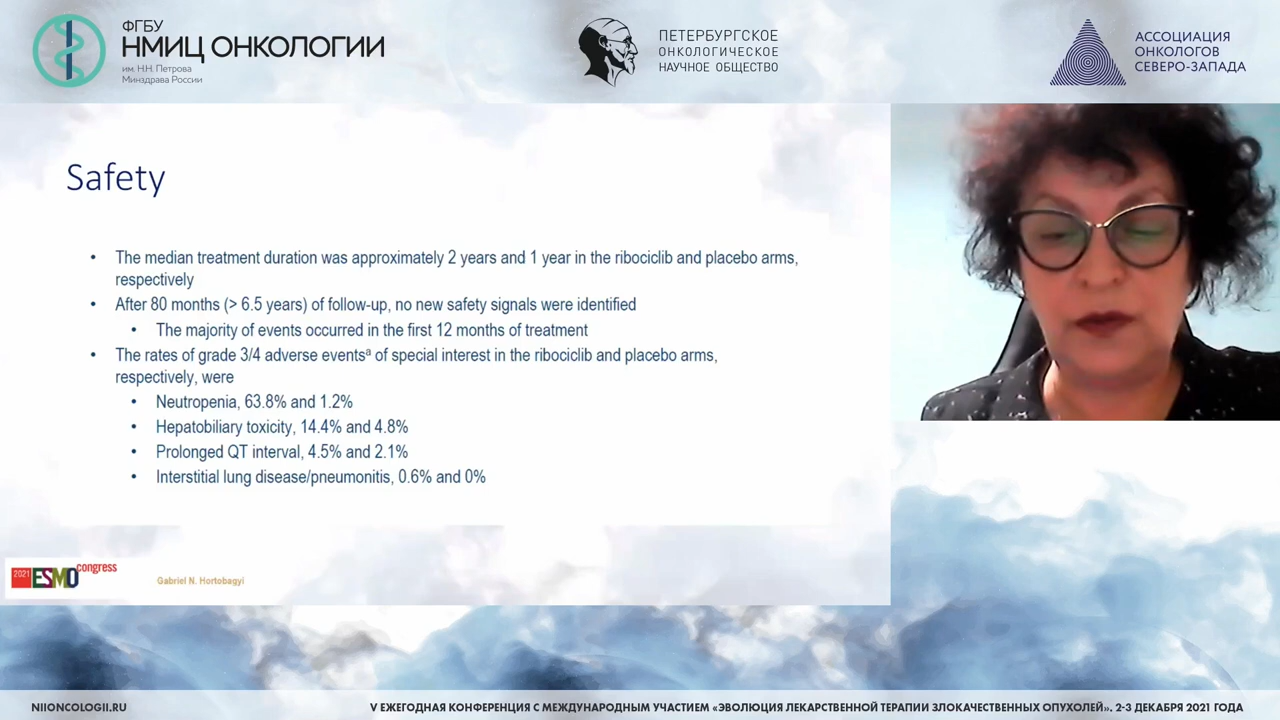 ФГБУ
НМИЦ ОНКОЛОГИИ
им. Н.Н. Петрова
Минздрава России
ПЕТЕРБУРГСКОЕ
ОНКОЛОГИЧЕСКОЕ
НАУЧНОЕ ОБЩЕСТВО
АССОЦИАЦИЯ
ОНКОЛОГОВ
СЕВЕРО-ЗАПАДА
Safety
• The median treatment duration was approximately 2 years and 1 year in the ribociclib and placebo arms,
respectively
• After 80 months (> 6.5 years) of follow-up, no new safety signals were identified
• The majority of events occurred in the first 12 months of treatment
• The rates of grade 3/4 adverse eventsᵃ of special interest in the ribociclib and placebo arms,
respectively, were
• Neutropenia, 63.8% and 1.2%
• Hepatobiliary toxicity, 14.4% and 4.8%
• Prolonged QT interval, 4.5% and 2.1%
• Interstitial lung disease/pneumonitis, 0.6% and 0%
2021 ESMO congress
Gabriel N. Hortobagyi
NIIONCOLOGII.RU
V ЕЖЕГОДНАЯ КОНФЕРЕНЦИЯ С МЕЖДУНАРОДНЫМ УЧАСТИЕМ «ЭВОЛЮЦИЯ ЛЕКАРСТВЕННОЙ ТЕРАПИИ ЗЛОКАЧЕСТВЕННЫХ ОПУХОЛЕЙ». 2-3 ДЕКАБРЯ 2021 ГОДА